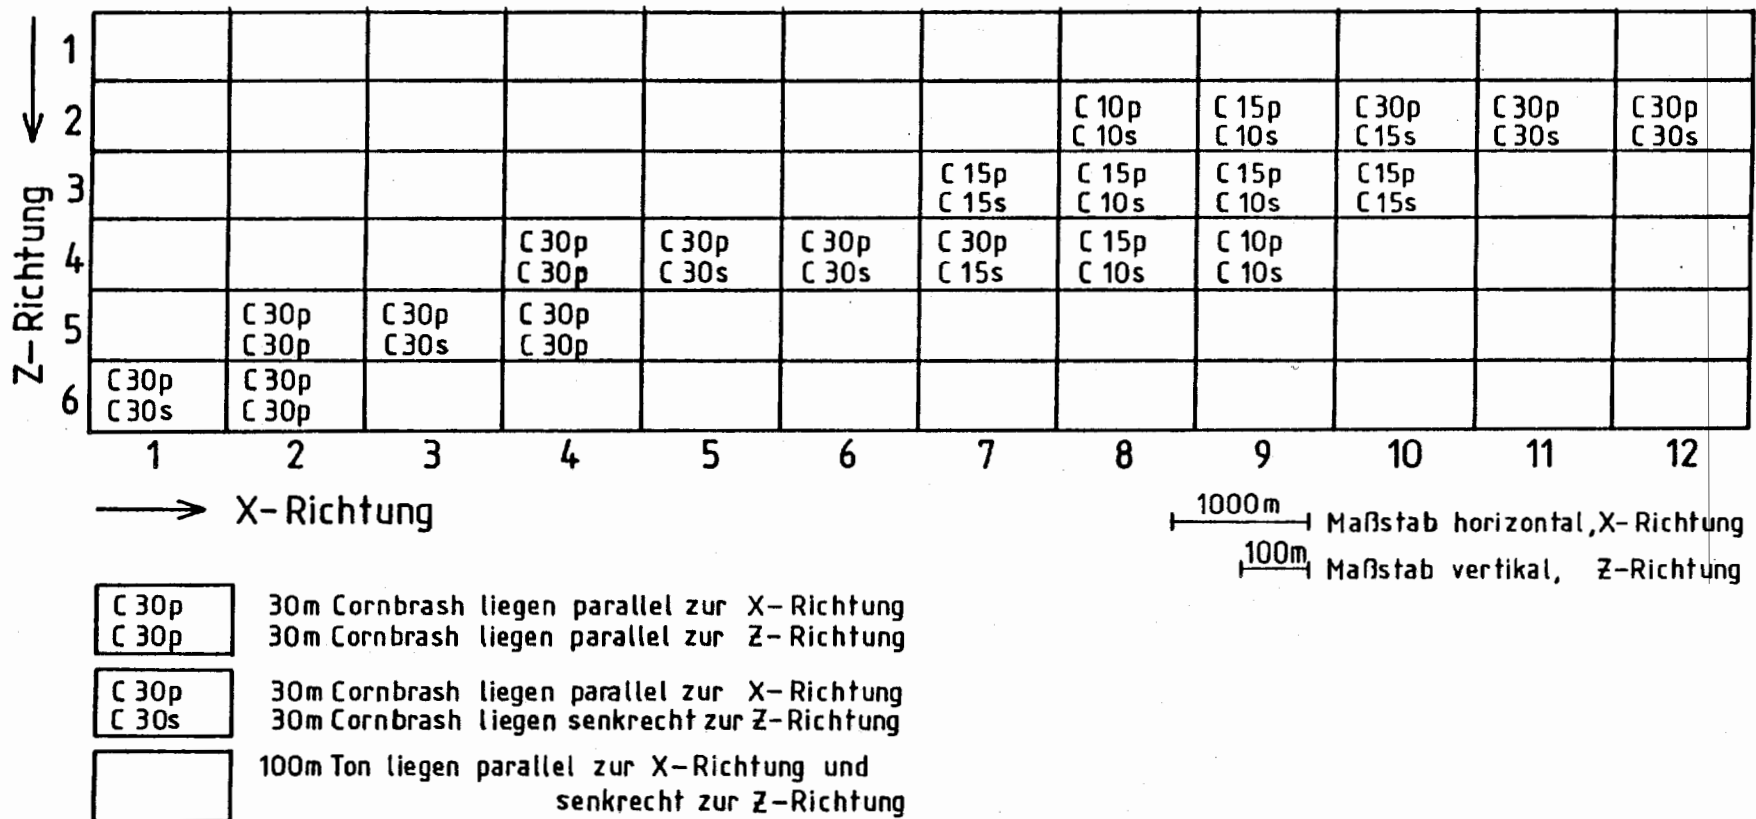 1
2
C 10p C 15p C 30p C 30p C 30p
C 10s C 10s C 15s C 30s C 30s
3
C 15p C 15p C 15p C 15p
C 15s C 10s C 10s C 15s
4
C 30p C 30p C 30p C 30p C 15p C 10p
C 30p C 30s C 30s C 15s C 10s C 10s
5
C 30p C 30p C 30p
C 30p C 30s C 30p
6
C 30p C 30p
C 30s C 30p
Z-Richtung
1 2 3 4 5 6 7 8 9 10 11 12
X-Richtung
1000m Maßstab horizontal, X-Richtung
100m Maßstab vertikal, Z-Richtung
C 30p 30m Cornbrash liegen parallel zur X-Richtung
C 30p 30m Cornbrash liegen parallel zur Z-Richtung
C 30p 30m Cornbrash liegen parallel zur X-Richtung
C 30s 30m Cornbrash liegen senkrecht zur Z-Richtung
100m Ton liegen parallel zur X-Richtung und
senkrecht zur Z-Richtung